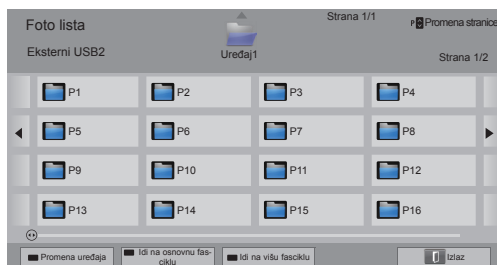 Foto lista
Strana 1/1
P Promena stranice
Eksterni USB2
Uređaj1
Strana 1/2
P1 P2 P3 P4
P5 P6 P7 P8
P9 P10 P11 P12
P13 P14 P15 P16
Promena uređaja
Idi na osnovnu fas-
ciklu
Idi na višu fasciklu
Izlaz